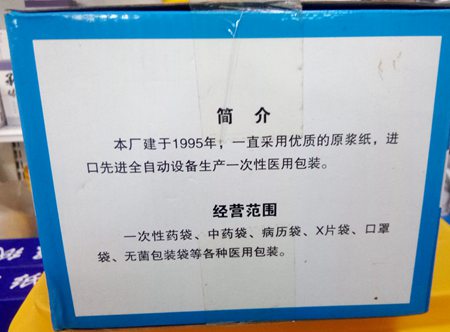 简 介
本厂建于1995年，一直采用优质的原浆纸，进
口先进全自动设备生产一次性医用包装。
经营范围
一次性药袋、中药袋、病历袋、X片袋、口罩
袋、无菌包装袋等各种医用包装。